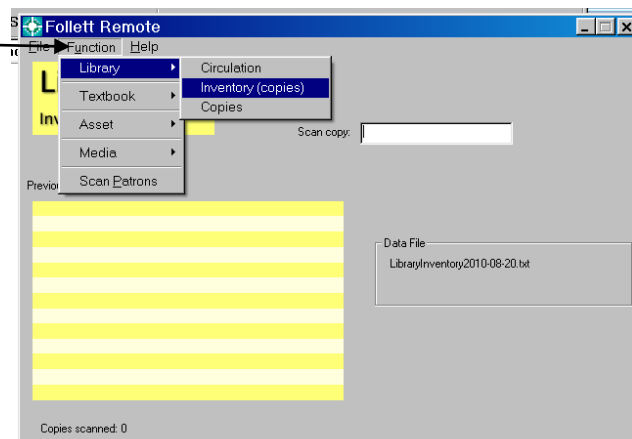 Follett Remote
File Function Help
Library
Textbook
Asset
Media
Scan Patrons
Circulation
Inventory (copies)
Copies
Scan copy:
Data File
LibraryInventory2010-08-20.txt
Copies scanned: 0